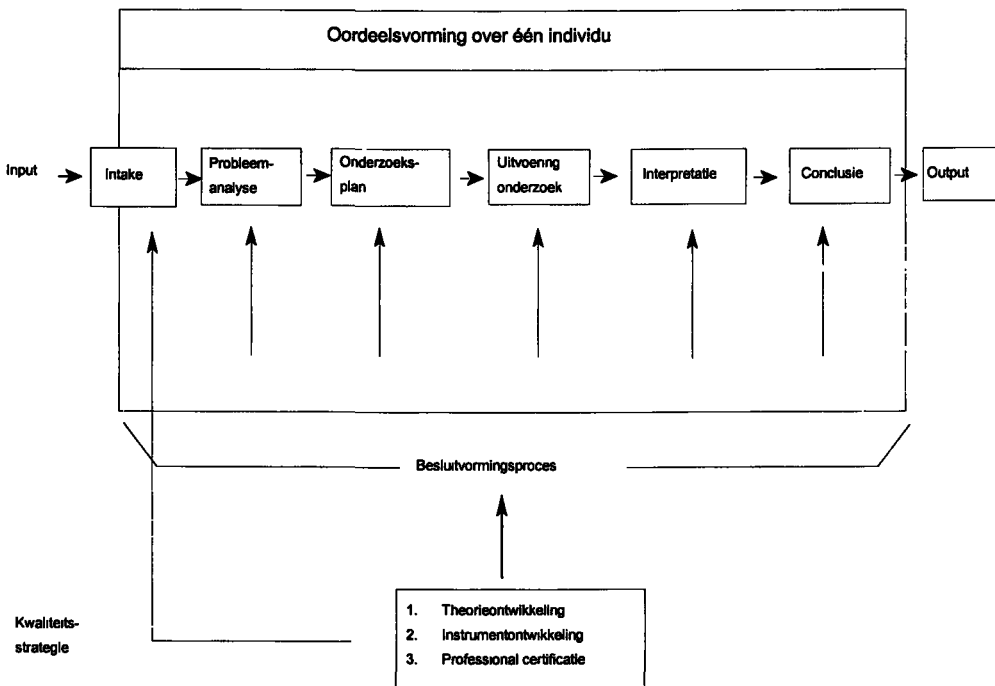 Oordeelsvorming over één individu
Input
Intake
Probleem-
analyse
Onderzoeks-
plan
Uitvoering
onderzoek
Interpretatie
Conclusie
Output
Besluitvormingsproces
Kwaliteits-
strategie
1. Theorieontwikkeling
2. Instrumentontwikkeling
3. Professional certificatie